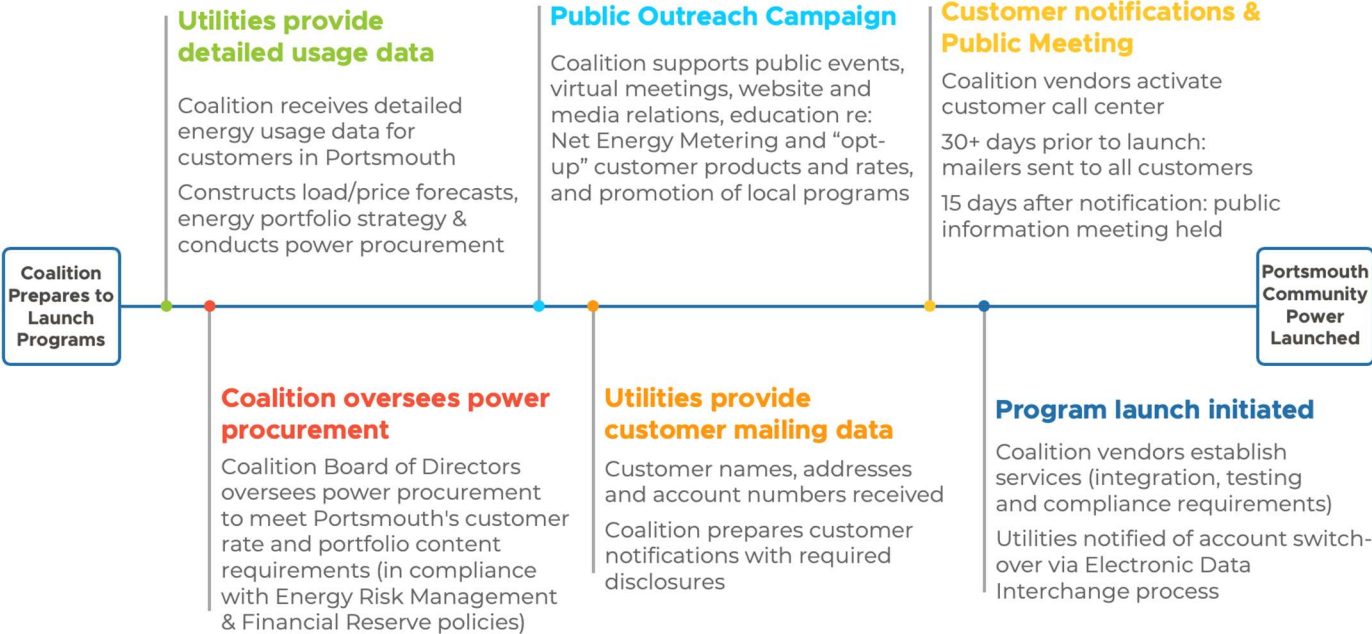 Coalition
Prepares to
Launch
Programs
Utilities provide
detailed usage data
Coalition receives detailed
energy usage data for
customers in Portsmouth
Constructs load/price forecasts,
energy portfolio strategy &
conducts power procurement
Coalition oversees power
procurement
Coalition Board of Directors
oversees power procurement
to meet Portsmouth's customer
rate and portfolio content
requirements (in compliance
with Energy Risk Management
& Financial Reserve policies)
Public Outreach Campaign
Coalition supports public events,
virtual meetings, website and
media relations, education re:
Net Energy Metering and “opt-
up” customer products and rates,
and promotion of local programs
Utilities provide
customer mailing data
Customer names, addresses
and account numbers received
Coalition prepares customer
notifications with required
disclosures
Customer notifications &
Public Meeting
Coalition vendors activate
customer call center
30+ days prior to launch:
mailers sent to all customers
15 days after notification: public
information meeting held
Program launch initiated
Coalition vendors establish
services (integration, testing
and compliance requirements)
Utilities notified of account switch-
over via Electronic Data
Interchange process
Portsmouth
Community
Power
Launched